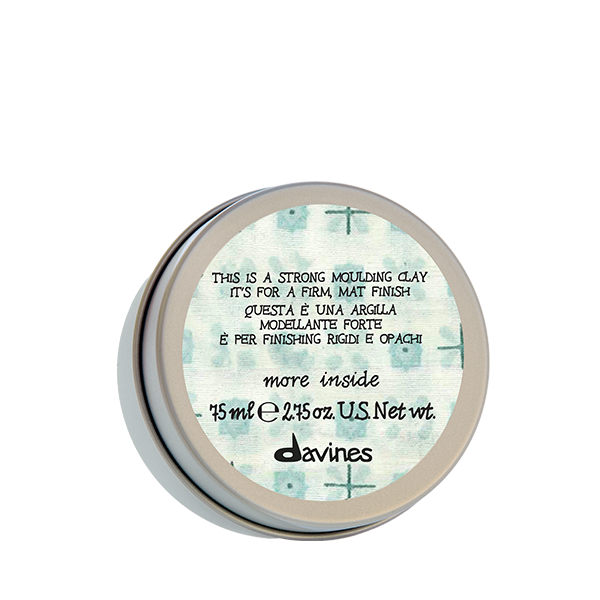 THIS IS A STRONG MOULDING CLAY
IT'S FOR A FIRM, MAT FINISH
QUESTA È UNA ARGILLA
MODELLANTE FORTE
È PER FINISHING RIGIDI E OPACHI
more inside
75 ml ℮ 2.75 oz. U.S. Net wt.
davines